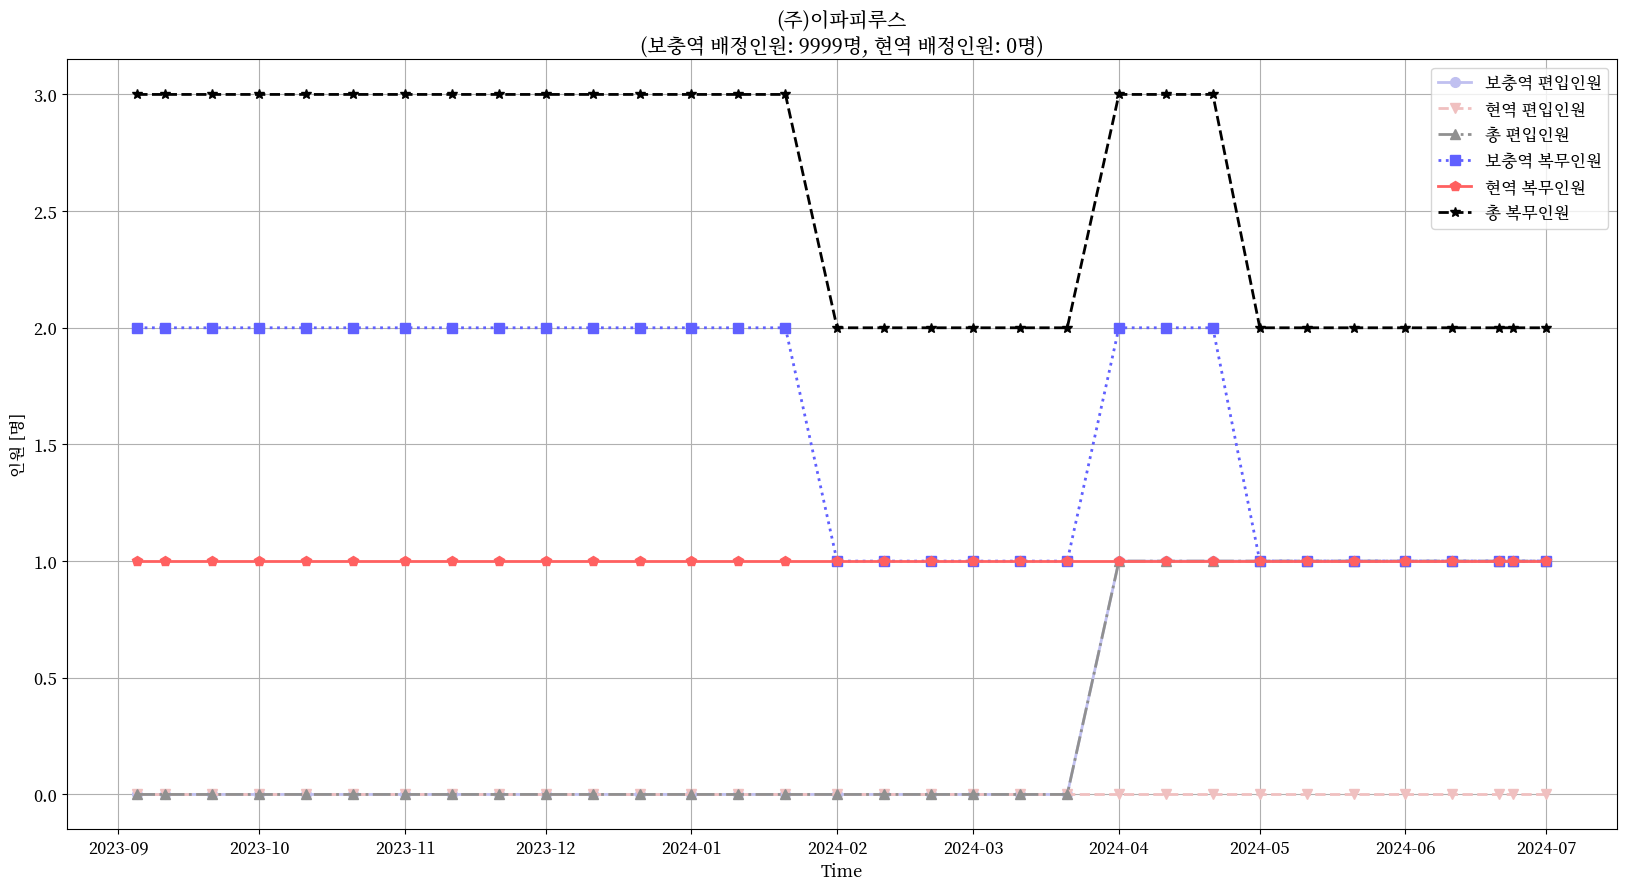 (주)이파피루스
(보충역 배정인원: 9999명, 현역 배정인원: 0명)
보충역 편입인원
현역 편입인원
총 편입인원
보충역 복무인원
현역 복무인원
총 복무인원
인원 [명]
3.0
2.5
2.0
1.5
1.0
0.5
0.0
2023-09 2023-10 2023-11 2023-12 2024-01 2024-02 2024-03 2024-04 2024-05 2024-06 2024-07
Time